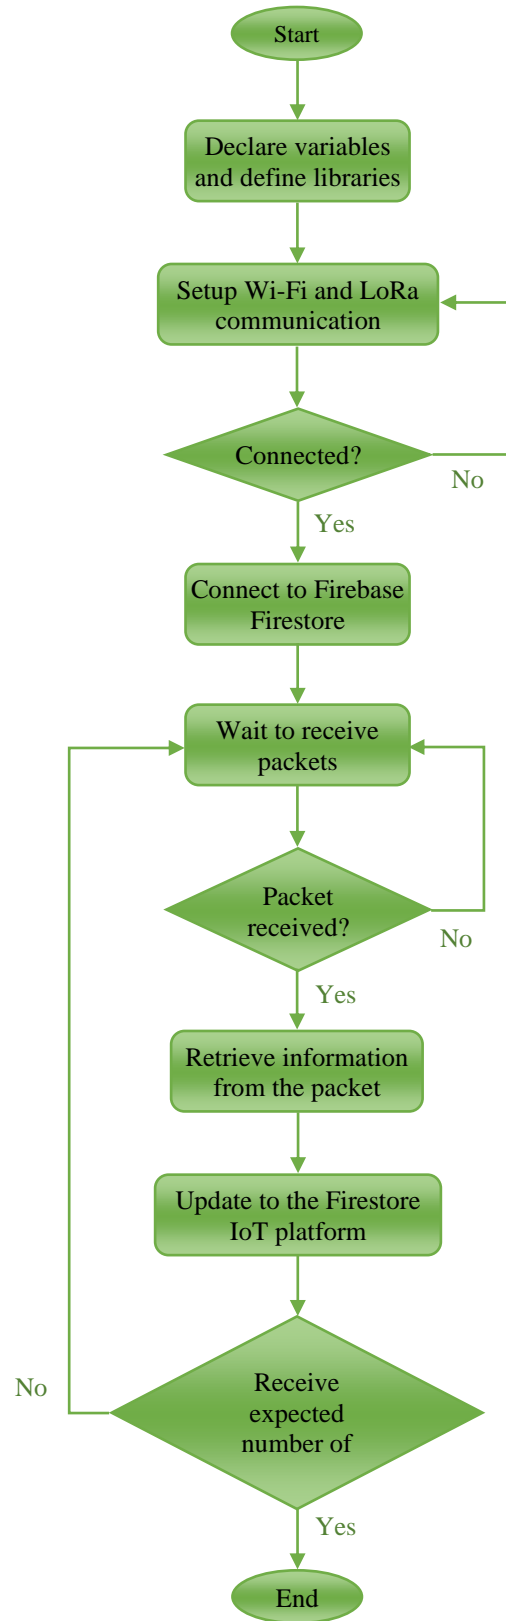 Start
Declare variables
and define libraries
Setup Wi-Fi and LoRa
communication
Connected?
No
Yes
Connect to Firebase
Firestore
Wait to receive
packets
Packet
received?
No
Yes
Retrieve information
from the packet
Update to the Firestore
IoT platform
No
Receive
expected
number of
Yes
End